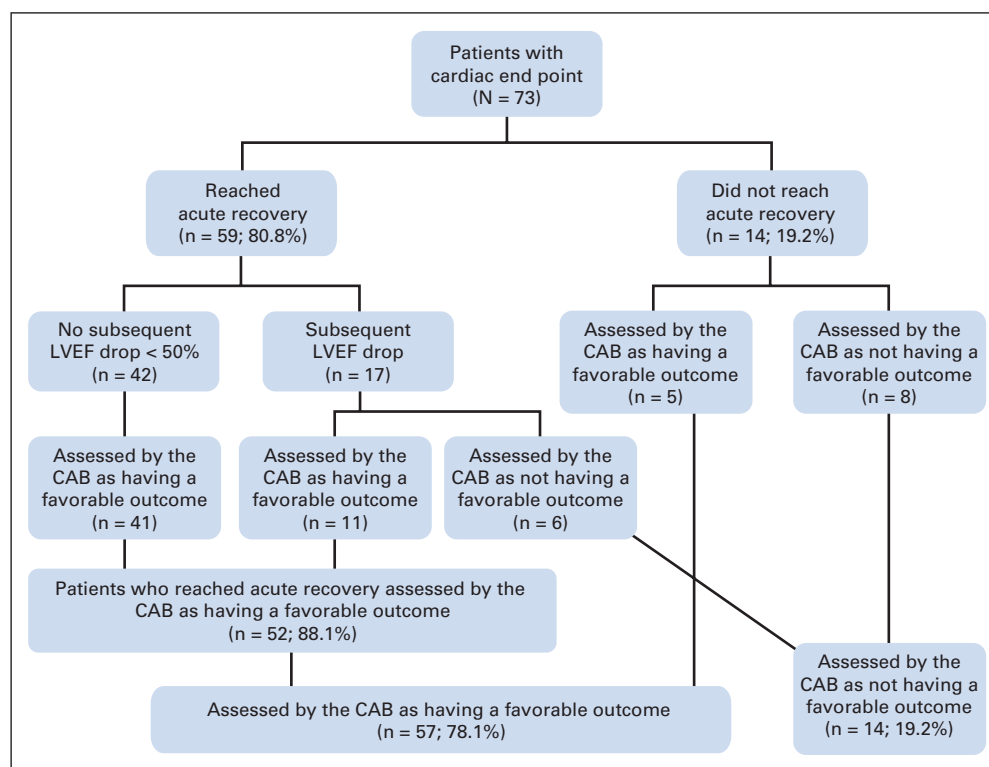 Patients with
cardiac end point
(N = 73)
Reached
acute recovery
(n = 59; 80.8%)
Did not reach
acute recovery
(n = 14; 19.2%)
No subsequent
LVEF drop < 50%
(n = 42)
Subsequent
LVEF drop
(n = 17)
Assessed by the
CAB as having a
favorable outcome
(n = 5)
Assessed by the
CAB as not having a
favorable outcome
(n = 8)
Assessed by the
CAB as having a
favorable outcome
(n = 41)
Assessed by the
CAB as having a
favorable outcome
(n = 11)
Assessed by the
CAB as not having a
favorable outcome
(n = 6)
Patients who reached acute recovery assessed by the
CAB as having a favorable outcome
(n = 52; 88.1%)
Assessed by the CAB as having a favorable outcome
(n = 57; 78.1%)
Assessed by the
CAB as not having a
favorable outcome
(n = 14; 19.2%)